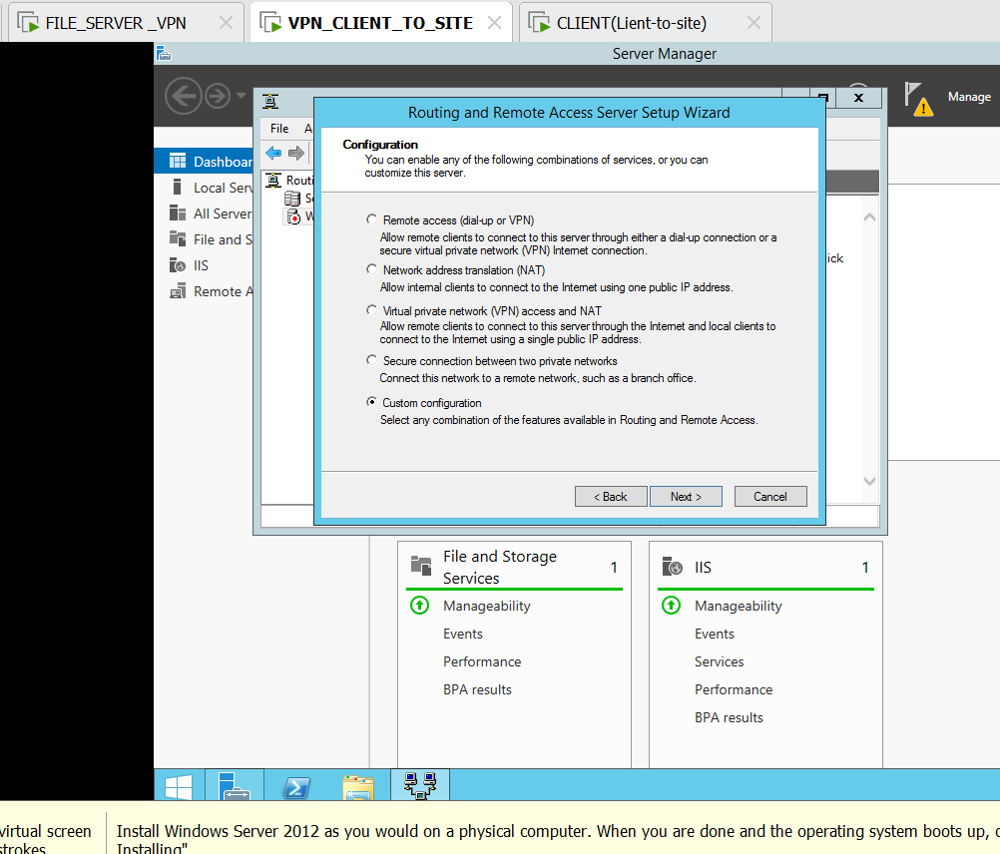 FILE_SERVER _VPN
VPN_CLIENT_TO_SITE
CLIENT(Lient-to-site)
Server Manager
Manage
Routing and Remote Access Server Setup Wizard
File A
Configuration
You can enable any of the following combinations of services, or you can
customize this server.
Dashboar
Local Serv
All Server
File and S
IIS
Remote A
Routi
S
W
ick
Remote access (dial-up or VPN)
Allow remote clients to connect to this server through either a dial-up connection or a
secure virtual private network (VPN) Internet connection.
Network address translation (NAT)
Allow internal clients to connect to the Internet using one public IP address.
Virtual private network (VPN) access and NAT
Allow remote clients to connect to this server through the Internet and local clients to
connect to the Internet using a single public IP address.
Secure connection between two private networks
Connect this network to a remote network, such as a branch office.
Custom configuration
Select any combination of the features available in Routing and Remote Access.
< Back Next > Cancel
File and Storage
Services
1
Manageability
Events
Performance
BPA results
IIS 1
Manageability
Events
Services
Performance
BPA results
virtual screen
strokes
Install Windows Server 2012 as you would on a physical computer. When you are done and the operating system boots up,
Installing"